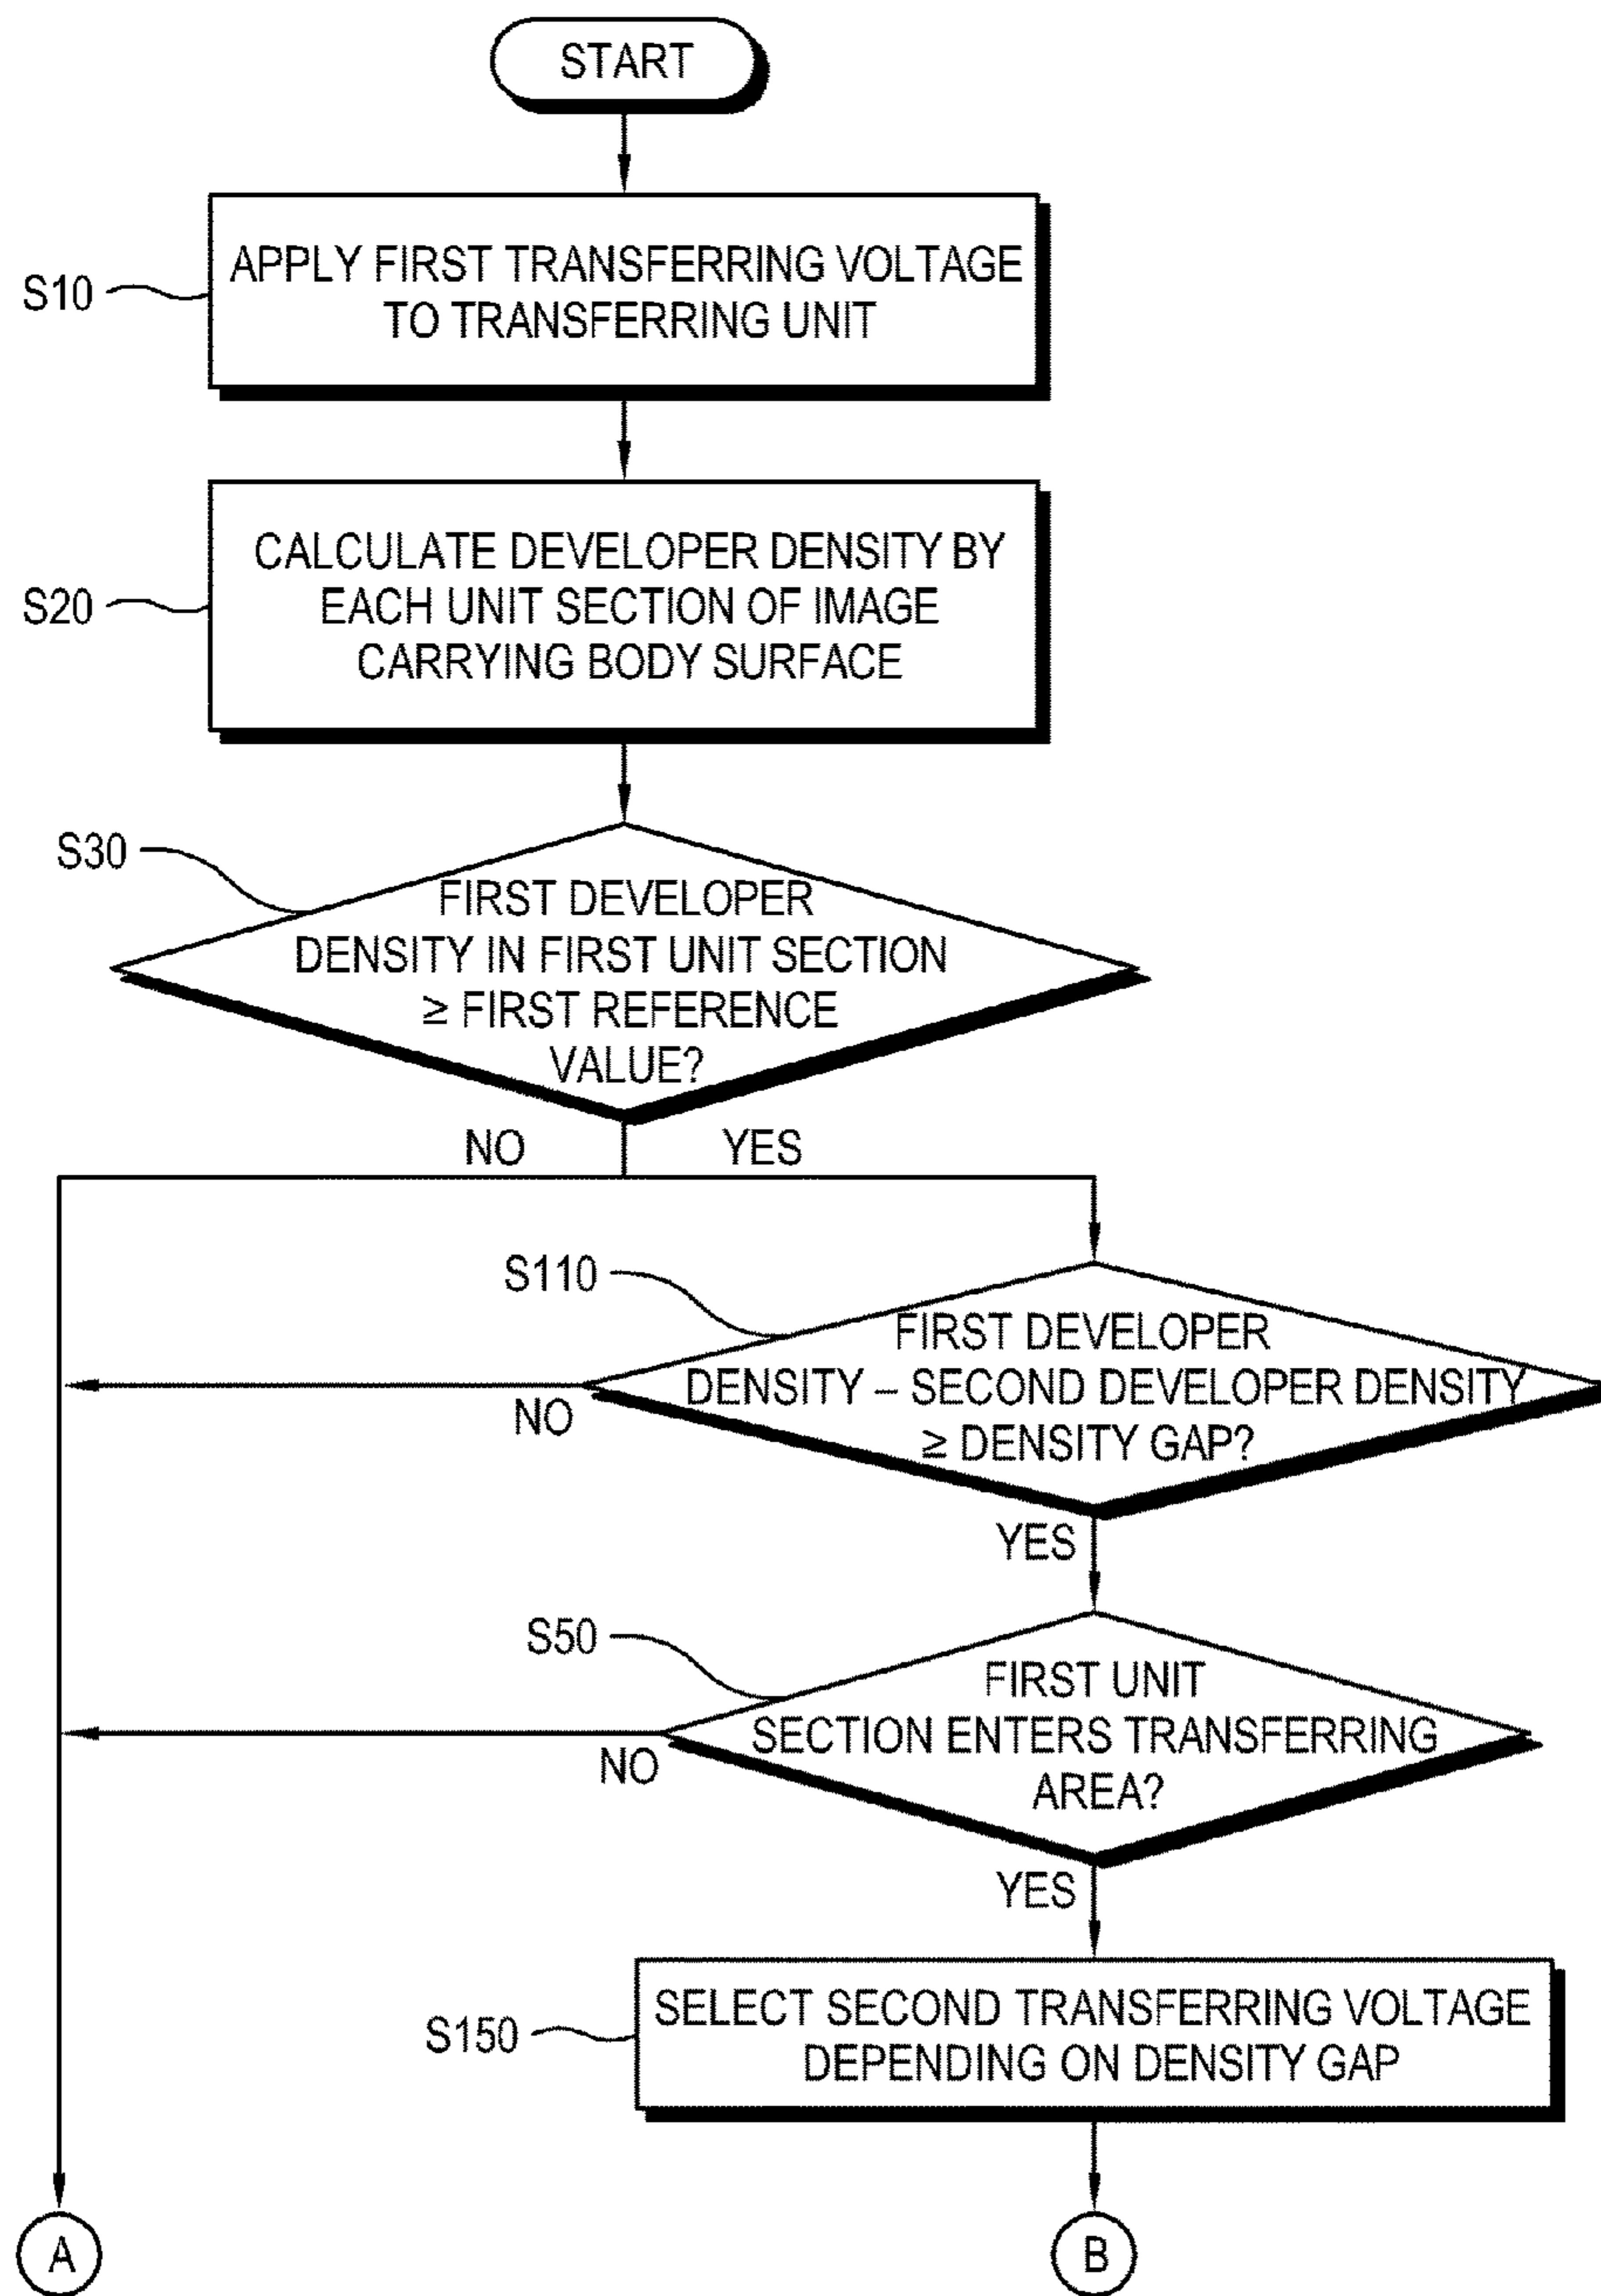 START
S10
APPLY FIRST TRANSFERRING VOLTAGE
TO TRANSFERRING UNIT
S20
CALCULATE DEVELOPER DENSITY BY
EACH UNIT SECTION OF IMAGE
CARRYING BODY SURFACE
S30
FIRST DEVELOPER
DENSITY IN FIRST UNIT SECTION
≥ FIRST REFERENCE
VALUE?
NO
YES
S110
FIRST DEVELOPER
DENSITY – SECOND DEVELOPER DENSITY
≥ DENSITY GAP?
NO
YES
S50
FIRST UNIT
SECTION ENTERS TRANSFERRING
AREA?
NO
YES
S150
SELECT SECOND TRANSFERRING VOLTAGE
DEPENDING ON DENSITY GAP
A
B